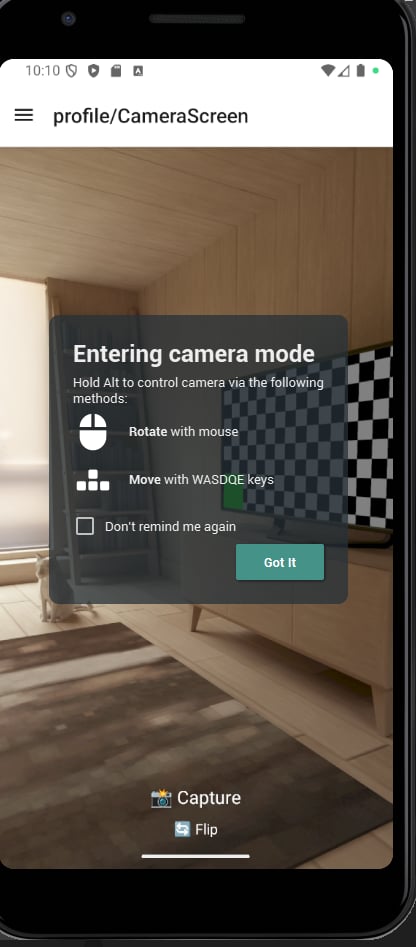 10:10
profile/CameraScreen
Entering camera mode
Hold Alt to control camera via the following
methods:
Rotate with mouse
Move with WASDQE keys
Don't remind me again
Got It
📸 Capture
🔄 Flip